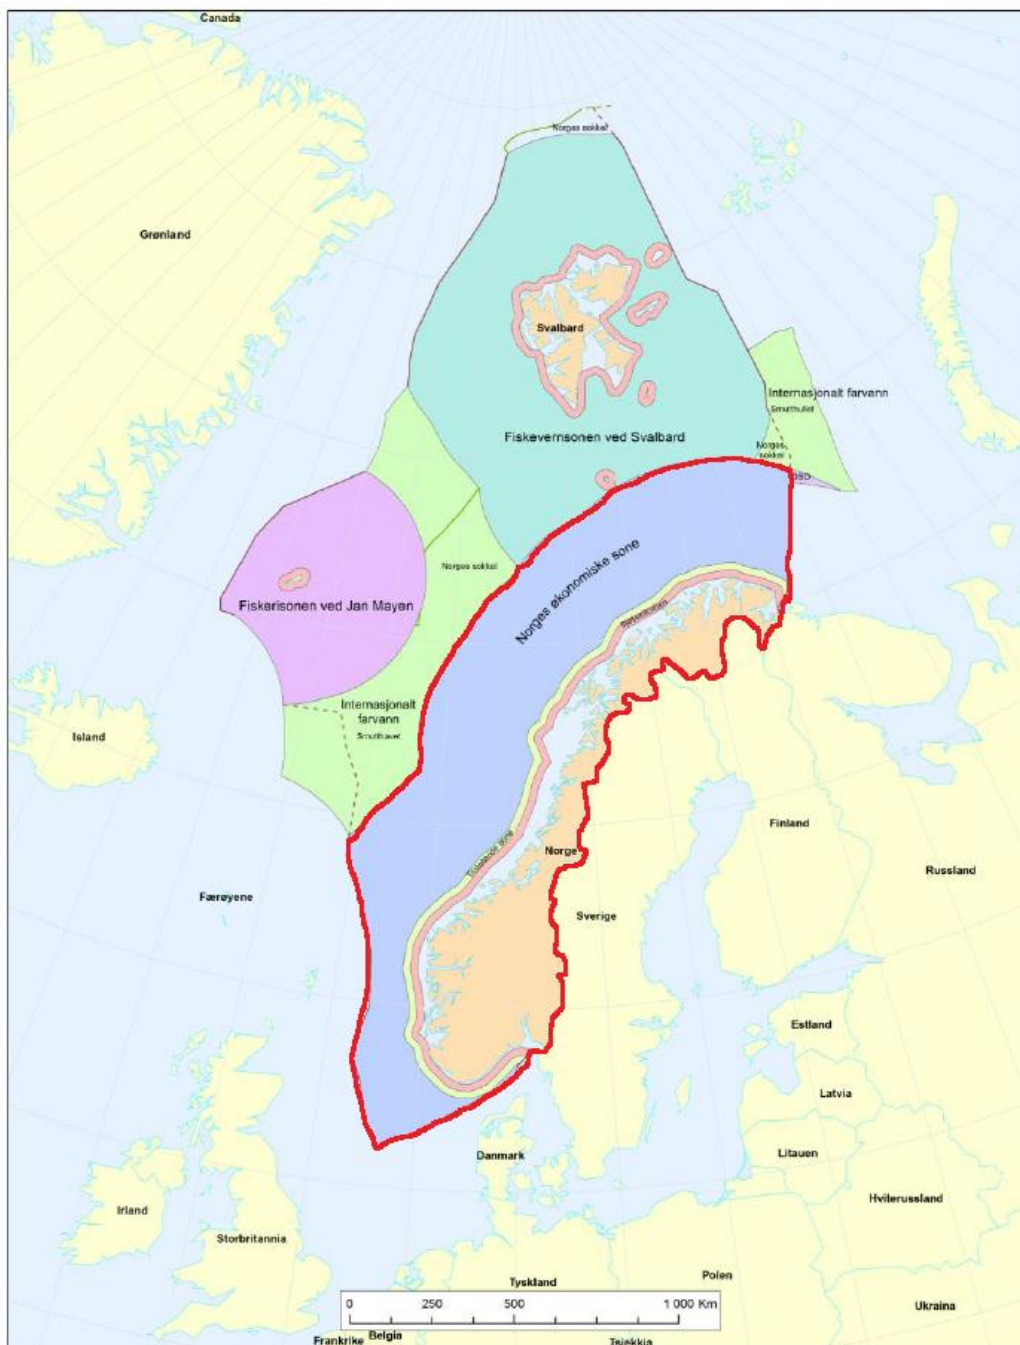 Canada
Norges sokkel
Grønland
Svalbard
Internasjonalt farvann
Smutthullet
Fiskevernsonen ved Svalbard
Norges
sokkel
Norges økonomiske sone
Norges sokkel
Fiskerisonen ved Jan Mayen
Internasjonalt
farvann
Smutthavet
Island
Finland
Tilstøtende sone
Norge
Russland
Færøyene
Sverige
Estland
Latvia
Danmark
Litauen
Hviterussland
Irland
Storbritannia
Polen
Tyskland
Ukraina
0 250 500 1 000 Km
Frankrike
Belgia
Tsjekkia